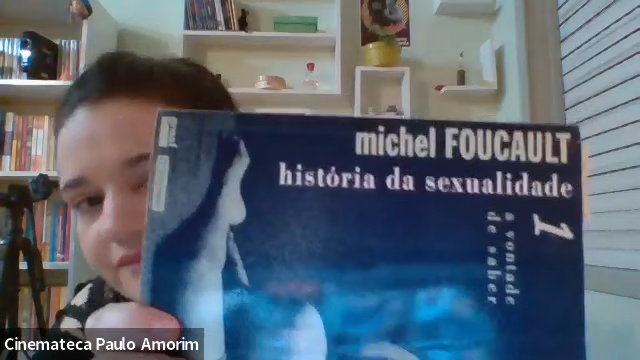 michel FOUCAULT
história da sexualidade
1
a vontade
de saber
Cinemateca Paulo Amorim